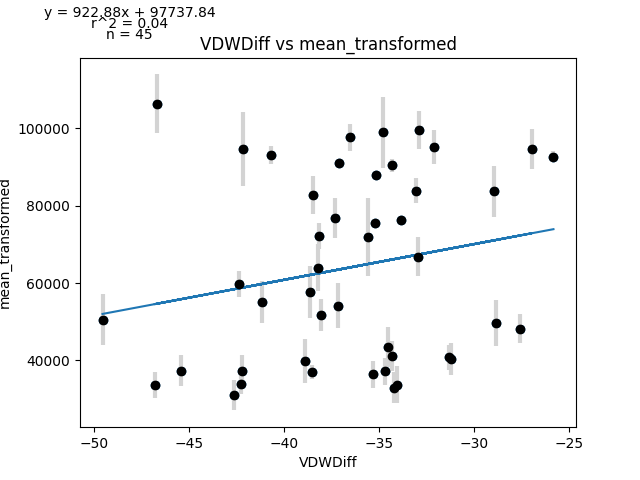 y = 922.88x + 97737.84
r^2 = 0.04
n = 45
VDWDiff vs mean_transformed
mean_transformed
100000
80000
60000
40000
−50
−45
−40
−35
−30
−25
VDWDiff